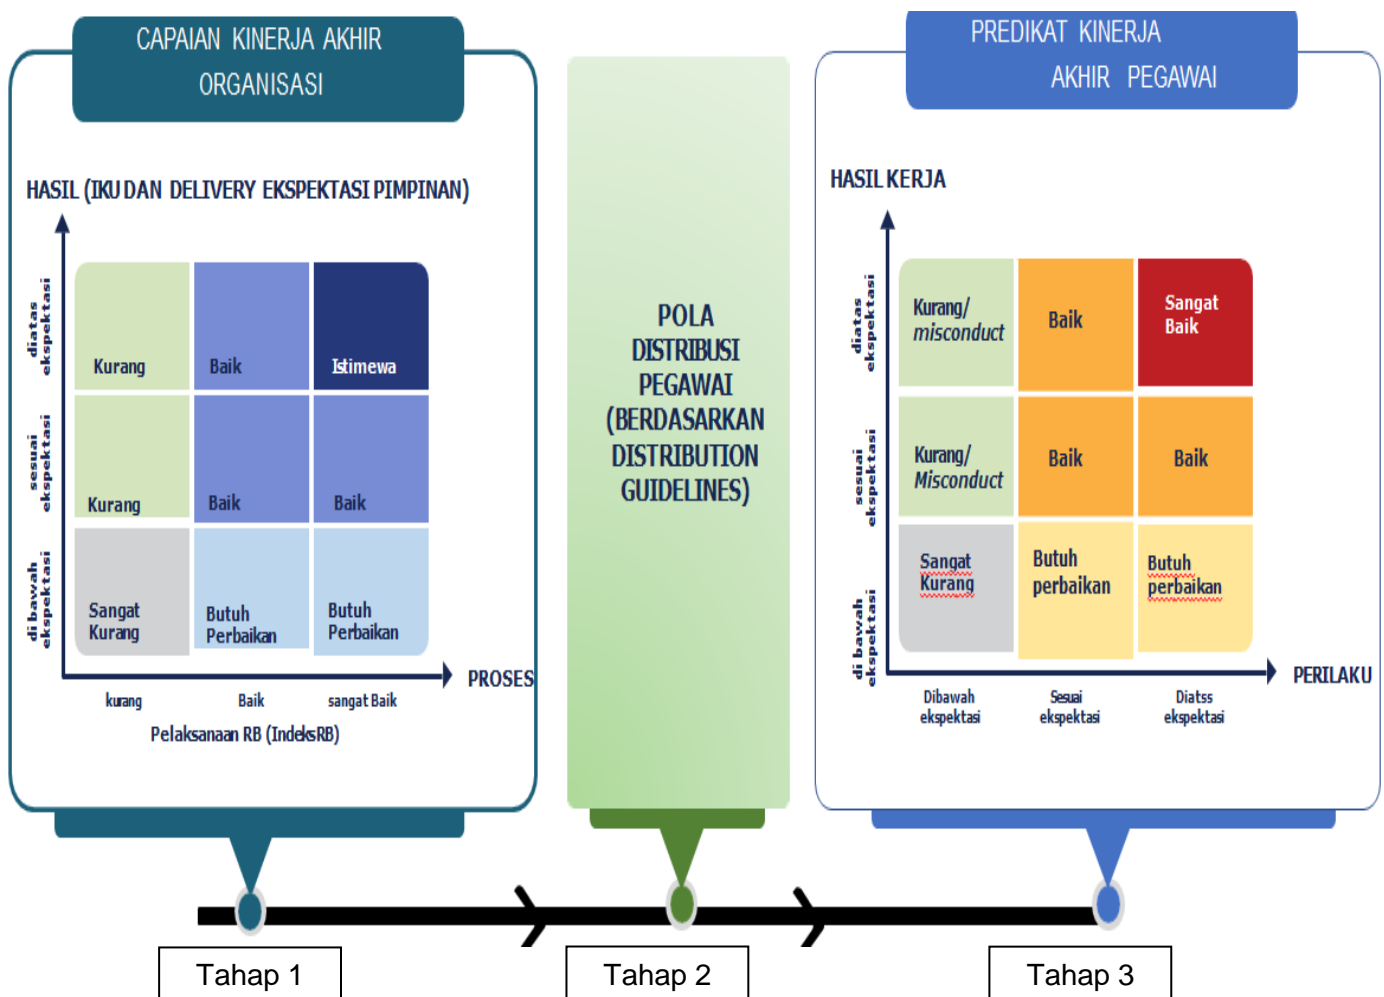 CAPAIAN KINERJA AKHIR
ORGANISASI
HASIL (IKU DAN DELIVERY EKSPEKTASI PIMPINAN)
diatas
ekspektasi
Kurang
Baik
Istimewa
sesuai
ekspektasi
Kurang
Baik
Baik
di bawah
ekspektasi
Sangat
Kurang
Butuh
Perbaikan
Butuh
Perbaikan
PROSES
kurang
Baik
sangat Baik
Pelaksanaan RB (Indeks RB)
POLA
DISTRIBUSI
PEGAWAI
(BERDASARKAN
DISTRIBUTION
GUIDELINES)
PREDIKAT KINERJA
AKHIR PEGAWAI
HASIL KERJA
diatas
ekspektasi
Kurang/
misconduct
Baik
Sangat
Baik
sesuai
ekspektasi
Kurang/
Misconduct
Baik
Baik
di bawah
ekspektasi
Sangat
Kurang
Butuh
perbaikan
Butuh
perbaikan
PERILAKU
Dibawah
ekspektasi
Sesuai
ekspektasi
Diatss
ekspektasi
Tahap 1
Tahap 2
Tahap 3